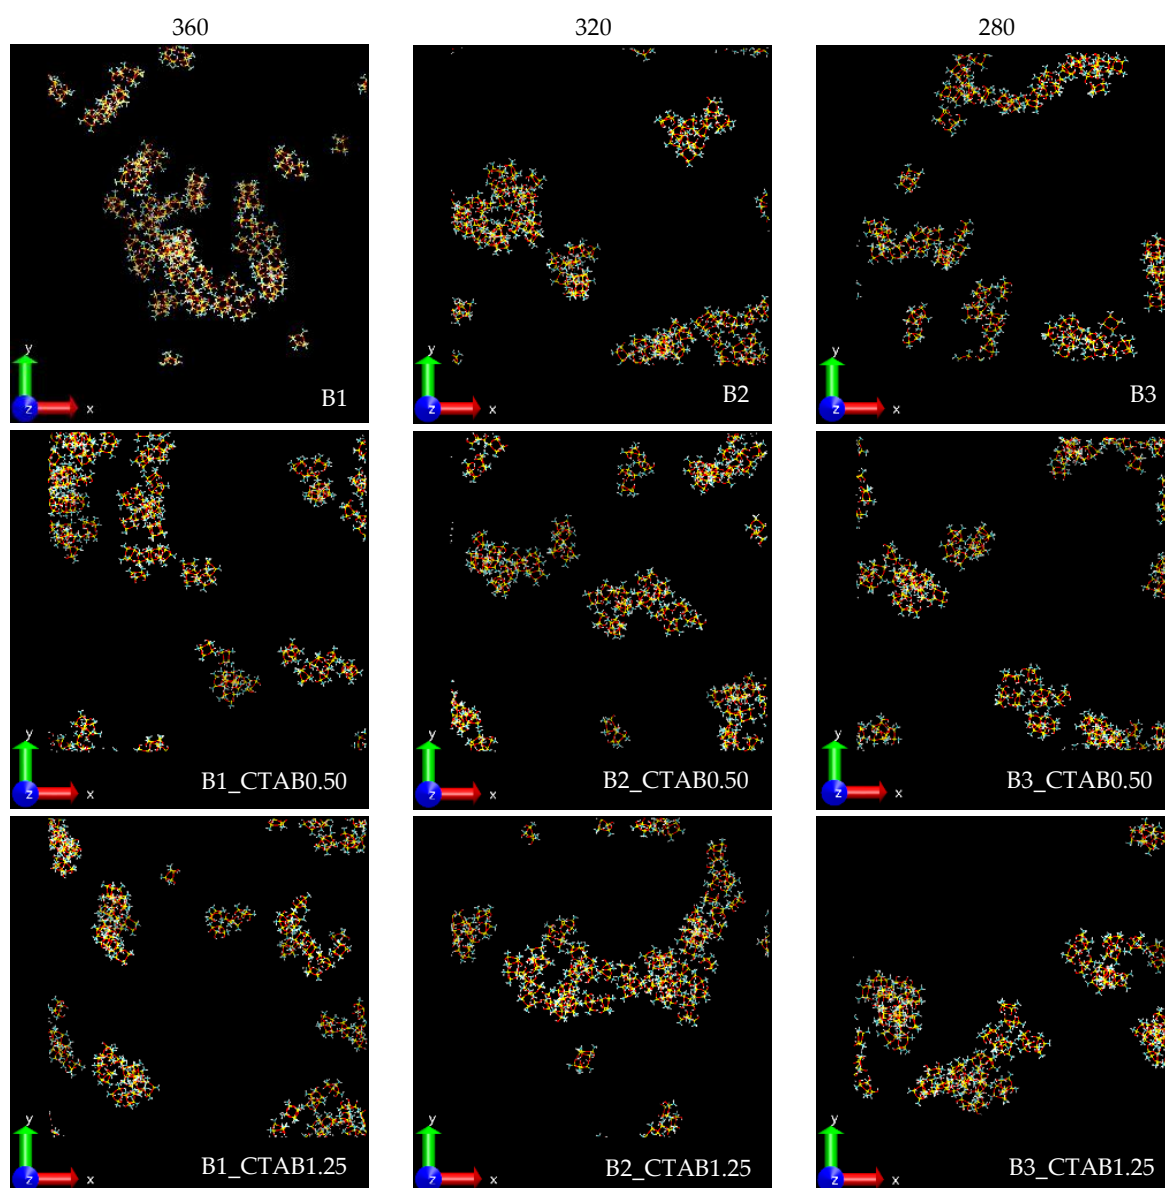 360 320 280
y
z x
B1
y
z x
B2
y
z x
B3
y
z x
B1_CTAB0.50
y
z x
B2_CTAB0.50
y
z x
B3_CTAB0.50
y
z x
B1_CTAB1.25
y
z x
B2_CTAB1.25
y
z x
B3_CTAB1.25